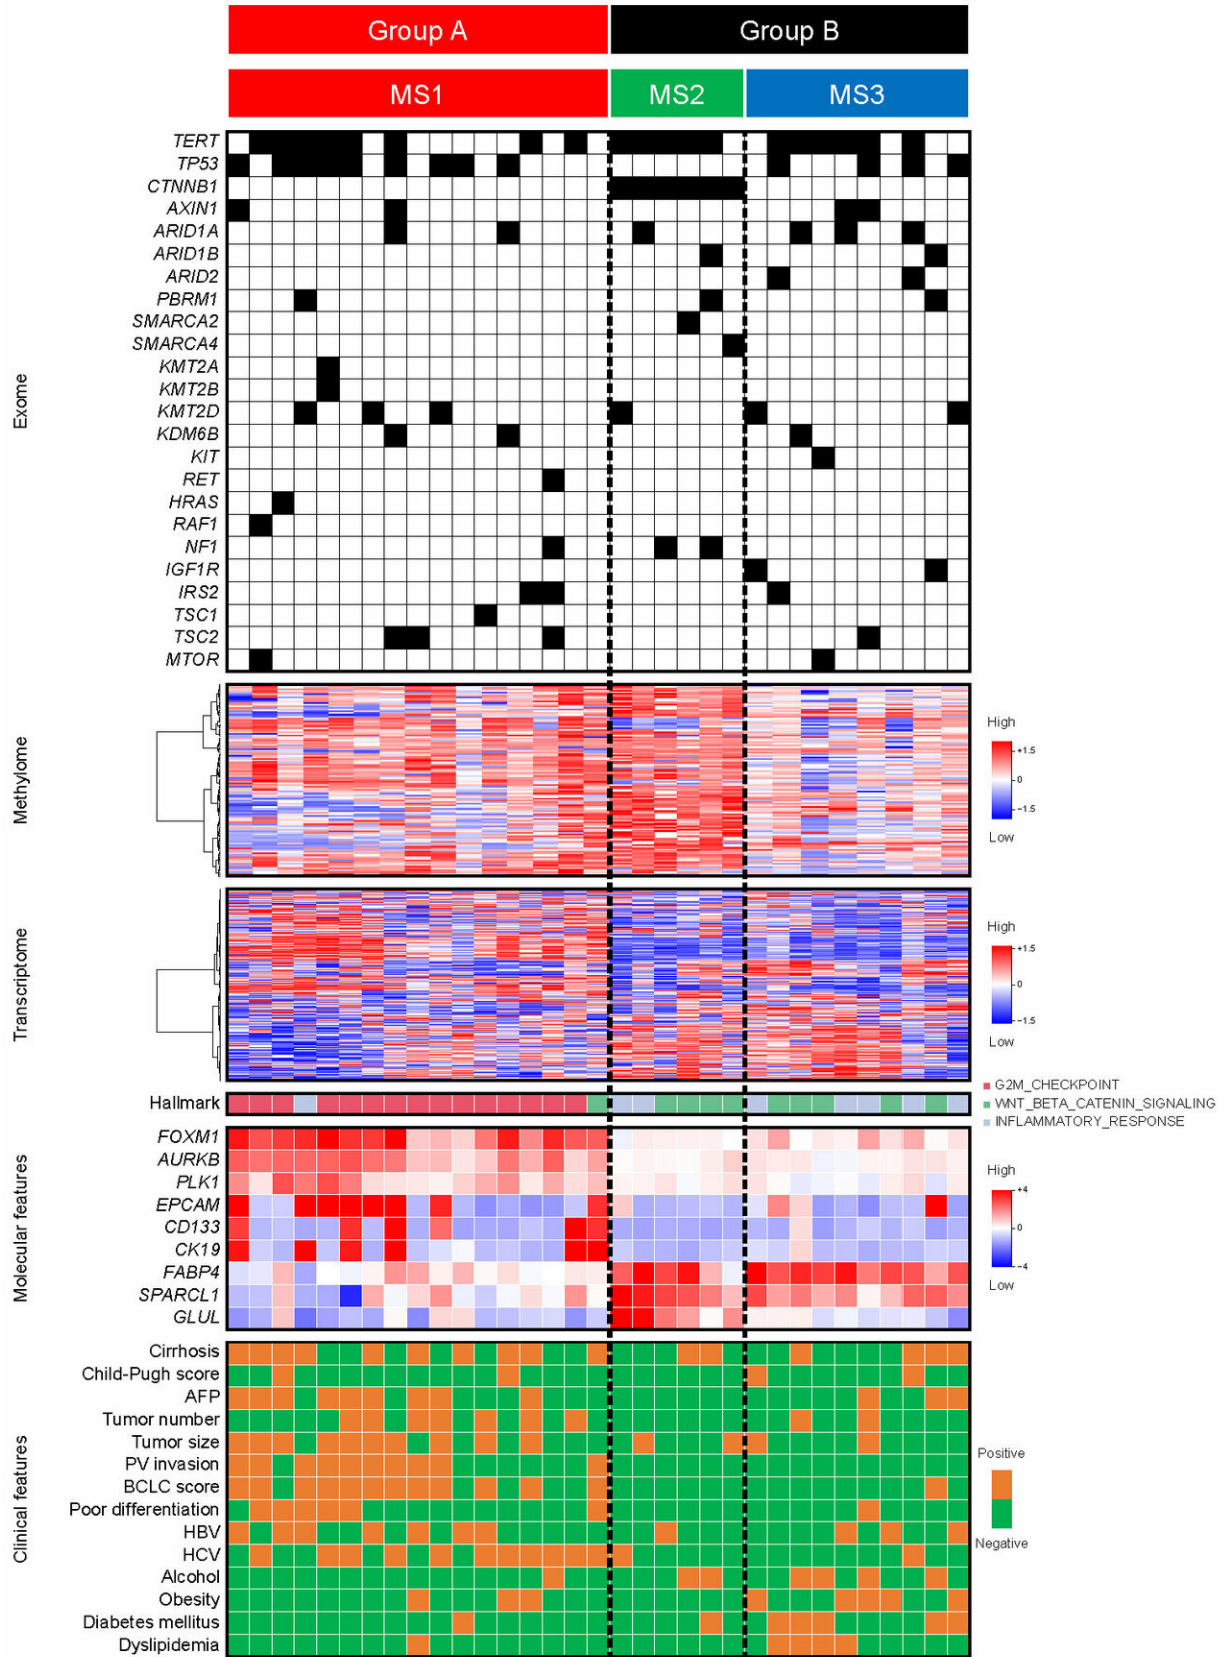 Group A
Group B
MS1
MS2
MS3
Exome
TERT
TP53
CTNNB1
AXIN1
ARID1A
ARID1B
ARID2
PBRM1
SMARCA2
SMARCA4
KMT2A
KMT2B
KMT2D
KDM6B
KIT
RET
HRAS
RAF1
NF1
IGF1R
IRS2
TSC1
TSC2
MTOR
Methylome
High
+1.5
0
−1.5
Low
Transcriptome
High
+1.5
0
−1.5
Low
Hallmark
G2M_CHECKPOINT
WNT_BETA_CATENIN_SIGNALING
INFLAMMATORY_RESPONSE
Molecular features
FOXM1
AURKB
PLK1
EPCAM
CD133
CK19
FABP4
SPARCL1
GLUL
High
+4
0
−4
Low
Clinical features
Cirrhosis
Child-Pugh score
AFP
Tumor number
Tumor size
PV invasion
BCLC score
Poor differentiation
HBV
HCV
Alcohol
Obesity
Diabetes mellitus
Dyslipidemia
Positive
Negative